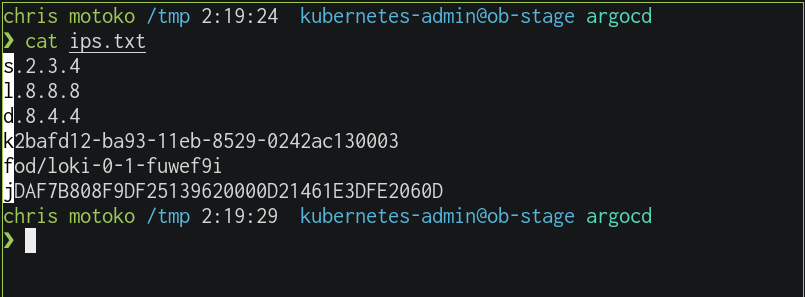 chris motoko /tmp 2:19:24 kubernetes-admin@ob-stage argocd
❯ cat ips.txt
s.2.3.4
l.8.8.8
d.8.4.4
k2bafd12-ba93-11eb-8529-0242ac130003
fod/loki-0-1-fuwef9i
jDAF7B808F9DF25139620000D21461E3DFE2060D
chris motoko /tmp 2:19:29 kubernetes-admin@ob-stage argocd
❯